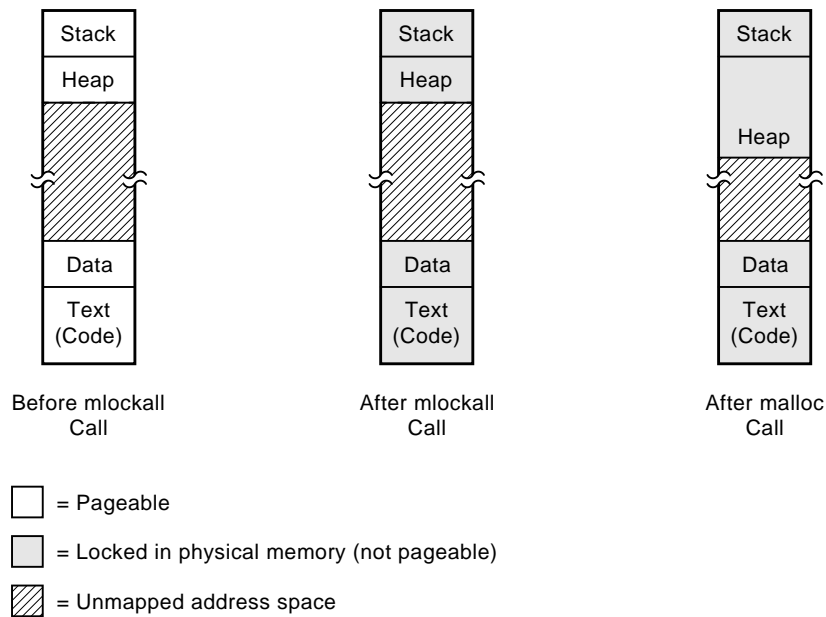 Stack
Heap
Data
Text
(Code)
Before mlockall
Call
Stack
Heap
Data
Text
(Code)
After mlockall
Call
Stack
Heap
Data
Text
(Code)
After malloc
Call
= Pageable
= Locked in physical memory (not pageable)
= Unmapped address space